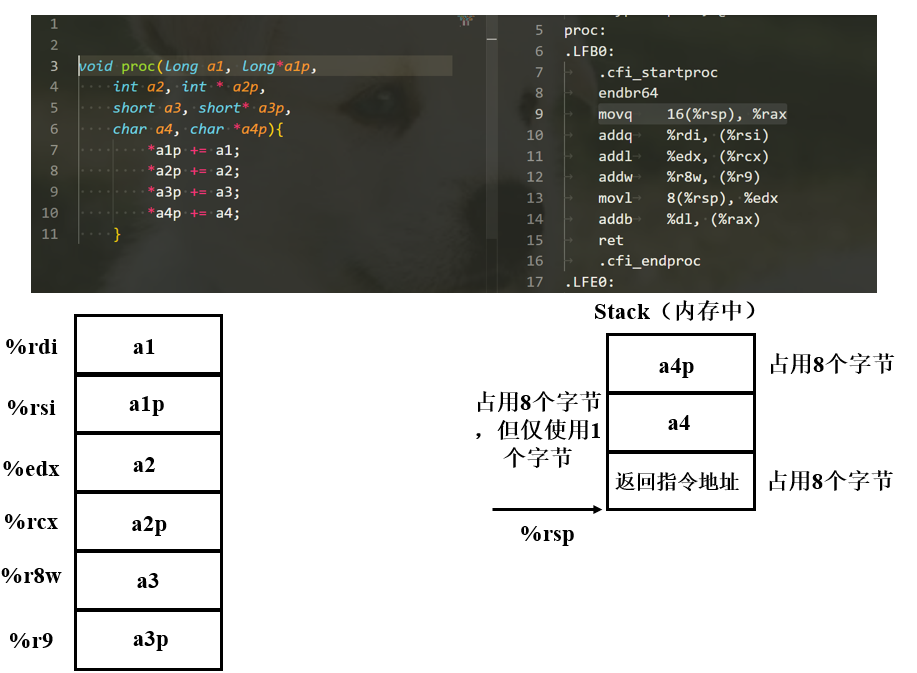 1
2
3 void proc(long a1, long*a1p,
4 ····int a2, int * a2p,
5 ····short a3, short* a3p,
6 ····char a4, char *a4p){
7 ········*a1p += a1;
8 ········*a2p += a2;
9 ········*a3p += a3;
10 ········*a4p += a4;
11 ····}
5 proc:
6 .LFB0:
7 .cfi_startproc
8 endbr64
9 movq 16(%rsp), %rax
10 addq %rdi, (%rsi)
11 addl %edx, (%rcx)
12 addw %r8w, (%r9)
13 movl 8(%rsp), %edx
14 addb %dl, (%rax)
15 ret
16 .cfi_endproc
17 .LFE0:
%rdi a1
%rsi a1p
%edx a2
%rcx a2p
%r8w a3
%r9 a3p
Stack（内存中）
a4p 占用8个字节
占用8个字节
，但仅使用1
个字节
a4
返回指令地址 占用8个字节
%rsp